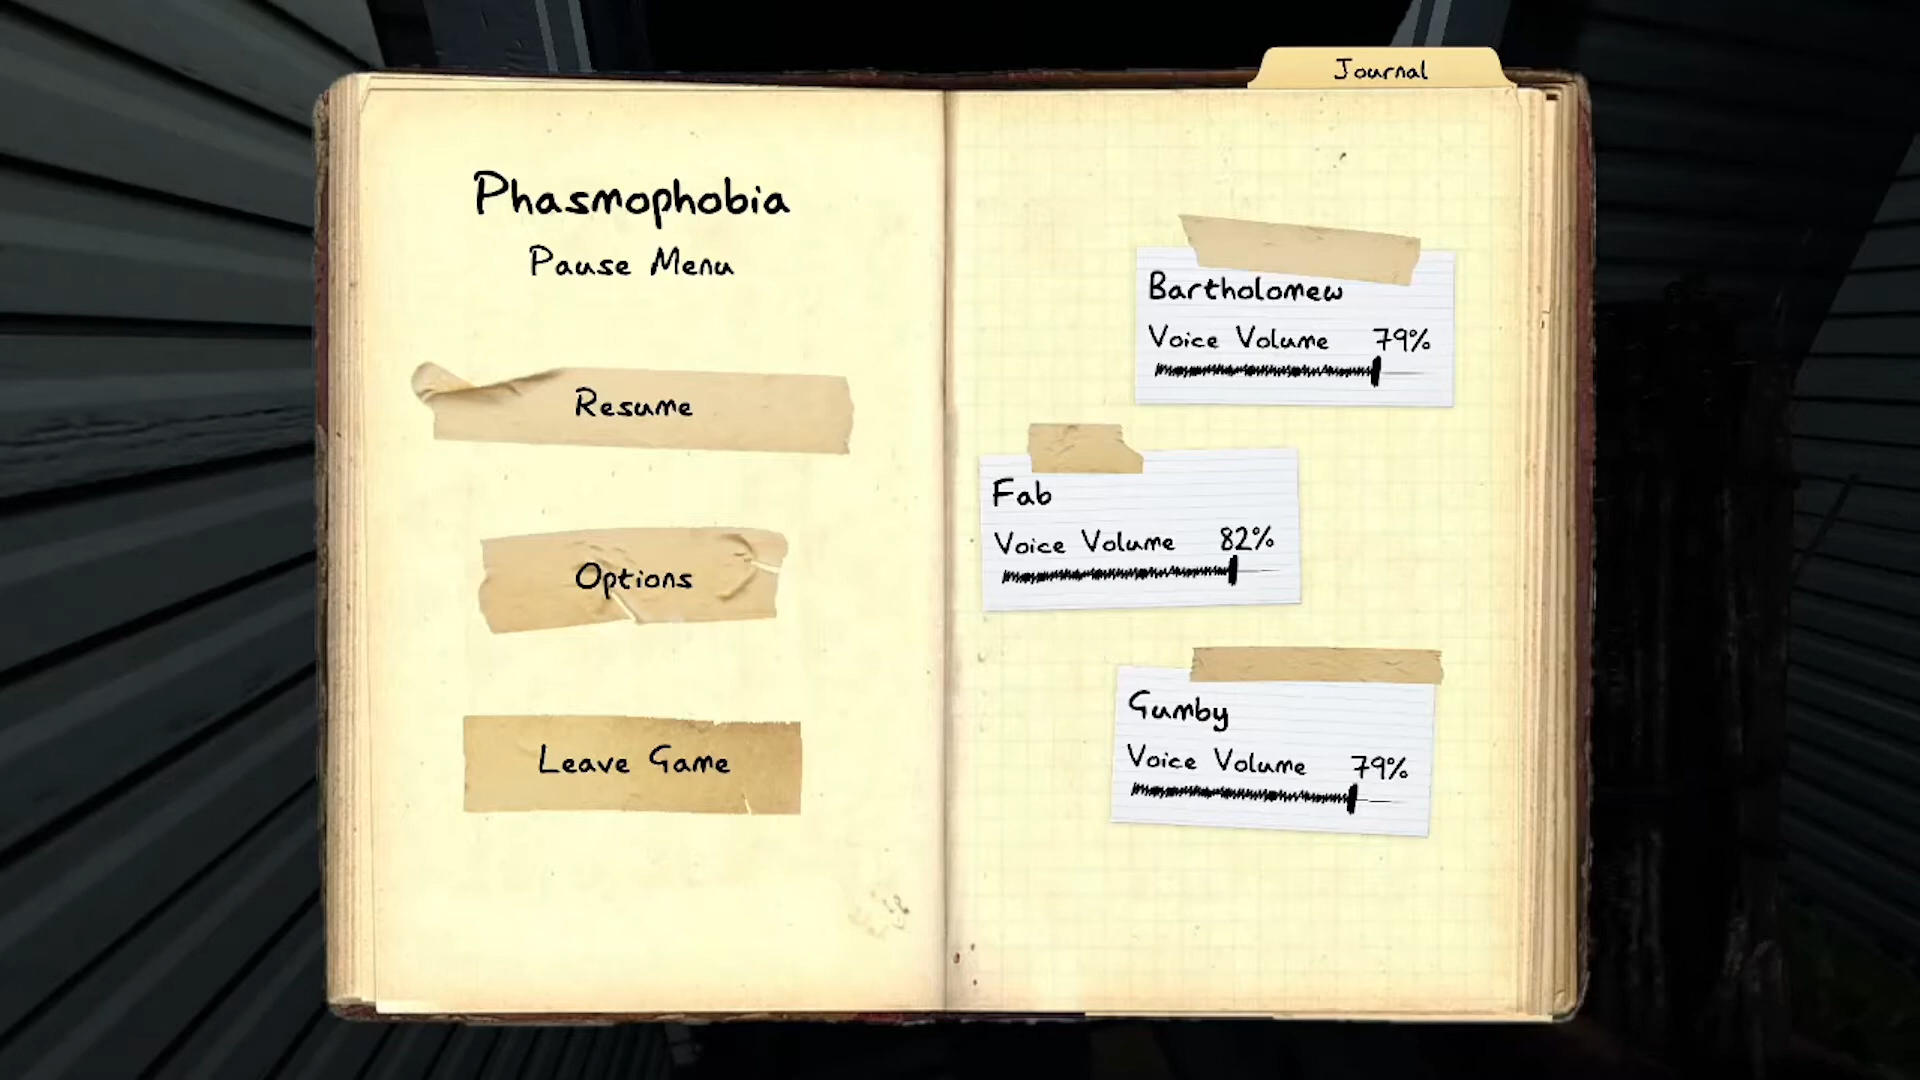 Journal
Phasmophobia
Pause Menu
Resume
Options
Leave Game
Bartholomew
Voice Volume 79%
Fab
Voice Volume 82%
Gumby
Voice Volume 79%